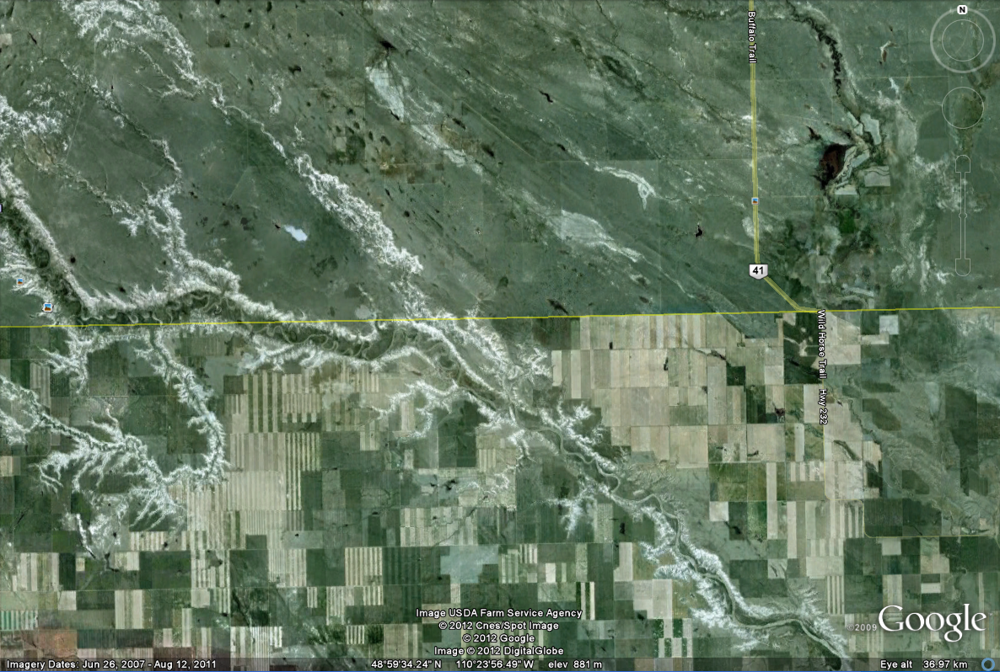 N
Buffalo Trail
41
Wild Horse Trail
Hwy 232
Image USDA Farm Service Agency
© 2012 Cnes/Spot Image
© 2012 Google
Image © 2012 DigitalGlobe
©2009 Google
Imagery Dates: Jun 26, 2007 - Aug 12, 2011
48°59'34.24" N 110°23'56.49" W elev 881 m
Eye alt 36.97 km